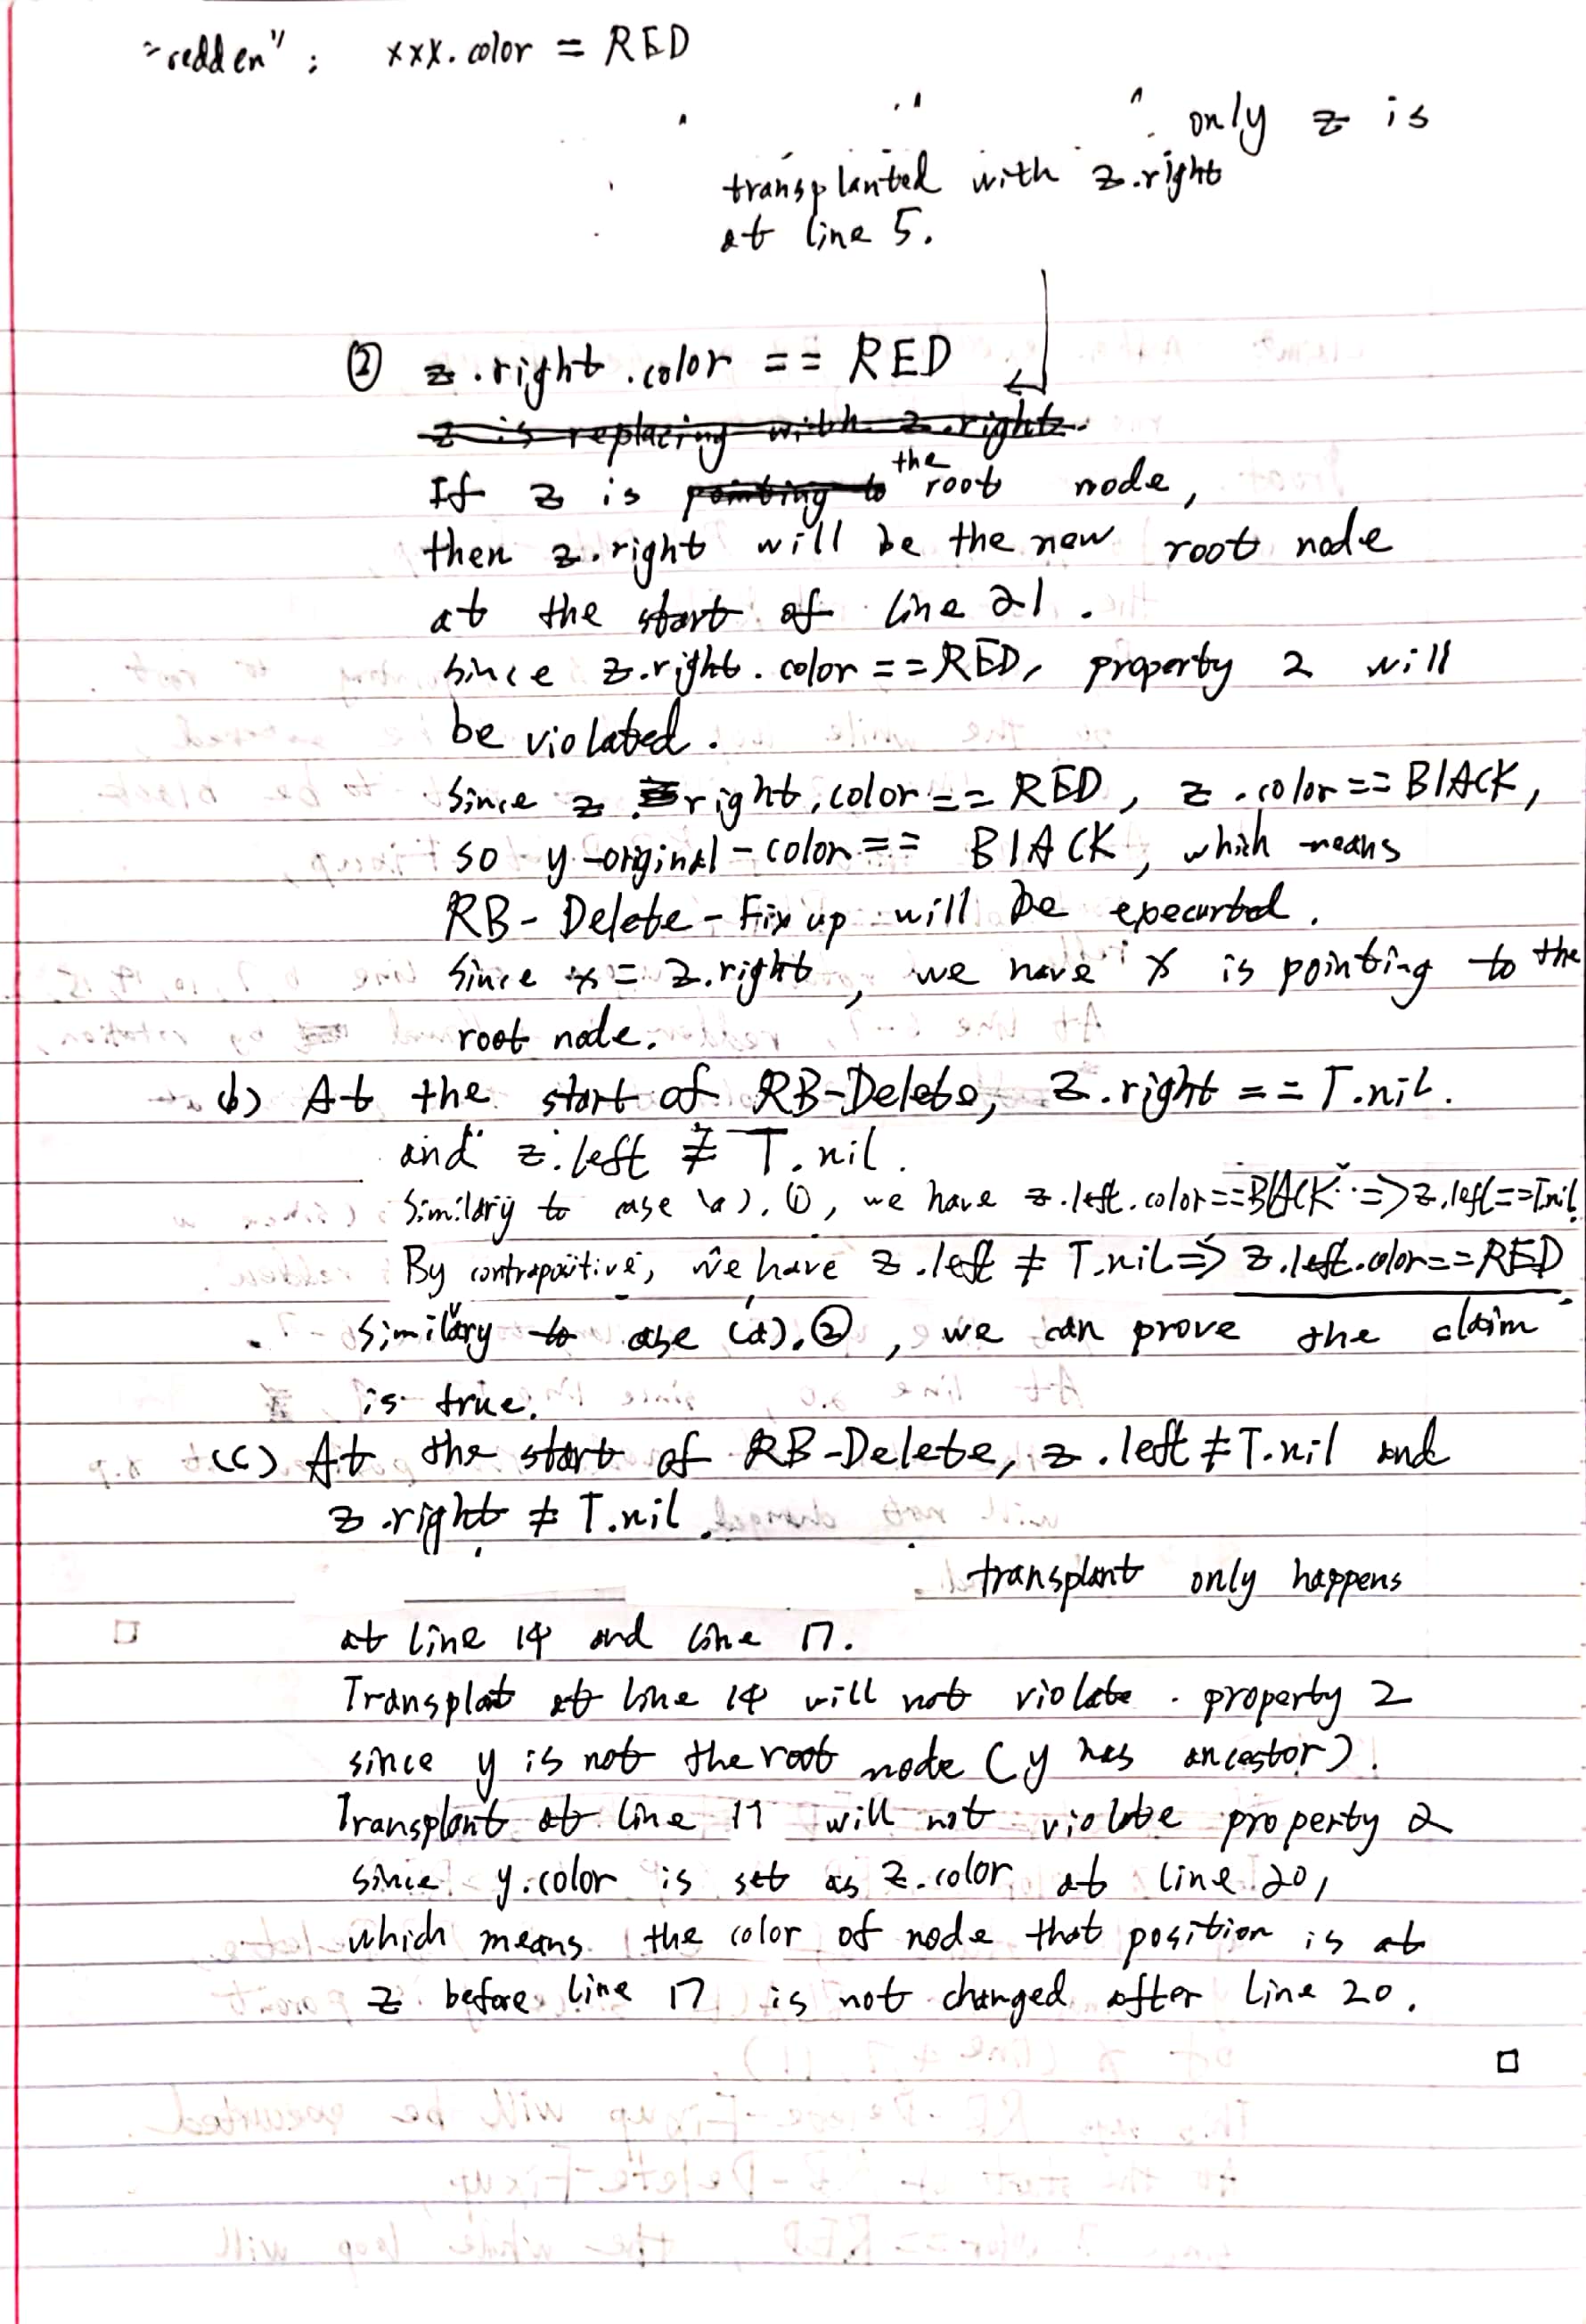 "redden" : xxx.color = RED
only z is
transplanted with z.right
at line 5.
② z.right.color == RED
z is replacing with z.right.
If z is pointing to the root node,
then z.right will be the new root node
at the start of line 21.
Since z.right.color == RED, property 2 will
be violated.
Since z.right.color == RED, z.color == BlACK,
so y-original-color == BlACK, which means
RB-Delete-Fixup will be execurted.
Since x = z.right, we have x is pointing to the
root node.
(b) At the start of RB-Delete, z.right == T.nil.
and z.left ≠ T.nil.
Similary to case (a).①, we have z.left.color==BlACK => z.left==T.nil.
By contrapositive, we have z.left ≠ T.nil => z.left.color==RED
Similary to case (a).②, we can prove the claim
is true.
(c) At the start of RB-Delete, z.left ≠ T.nil and
z.right ≠ T.nil.
transplant only happens
at line 14 and line 17.
Transplat at line 14 will not violate property 2
since y is not the root node (y has ancestor).
Transplant at line 17 will not violate property 2
since y.color is set as z.color at line 20,
which means the color of node that position is at
z before line 17 is not changed after line 20.
□